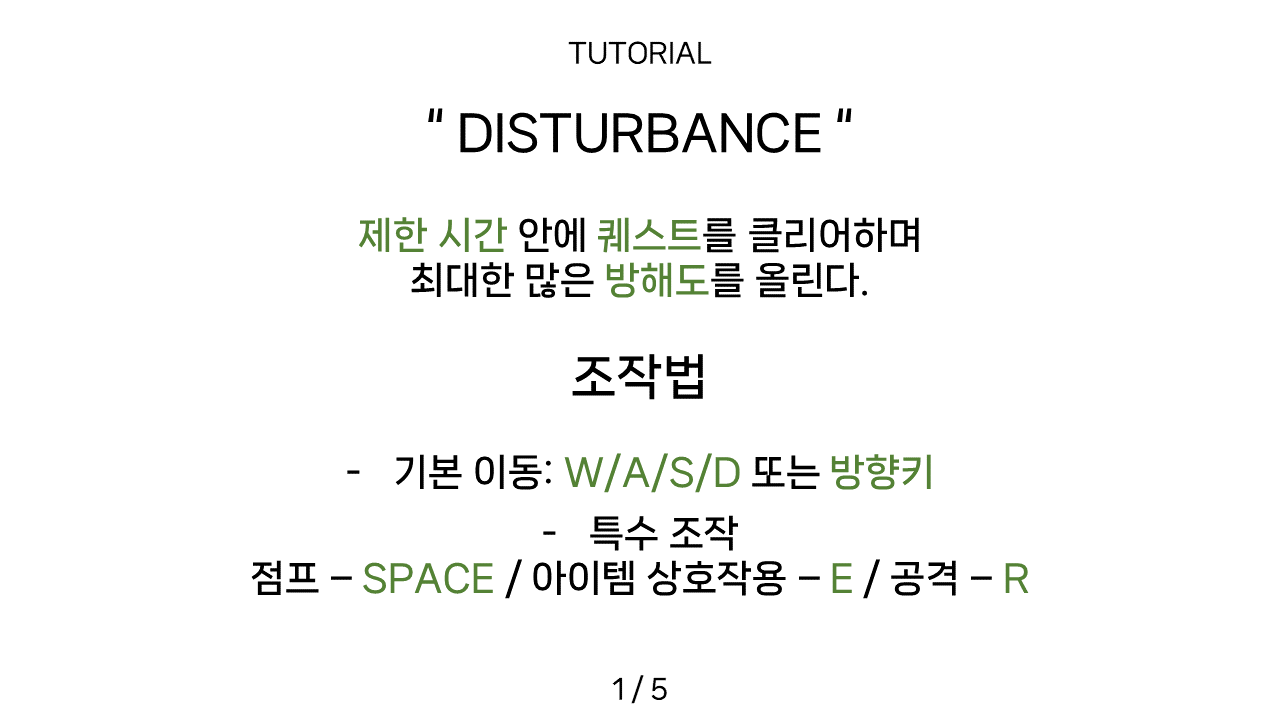 TUTORIAL
" DISTURBANCE "
제한 시간 안에 퀘스트를 클리어하며
최대한 많은 방해도를 올린다.
조작법
- 기본 이동: W/A/S/D 또는 방향키
- 특수 조작
점프 – SPACE / 아이템 상호작용 – E / 공격 – R
1 / 5